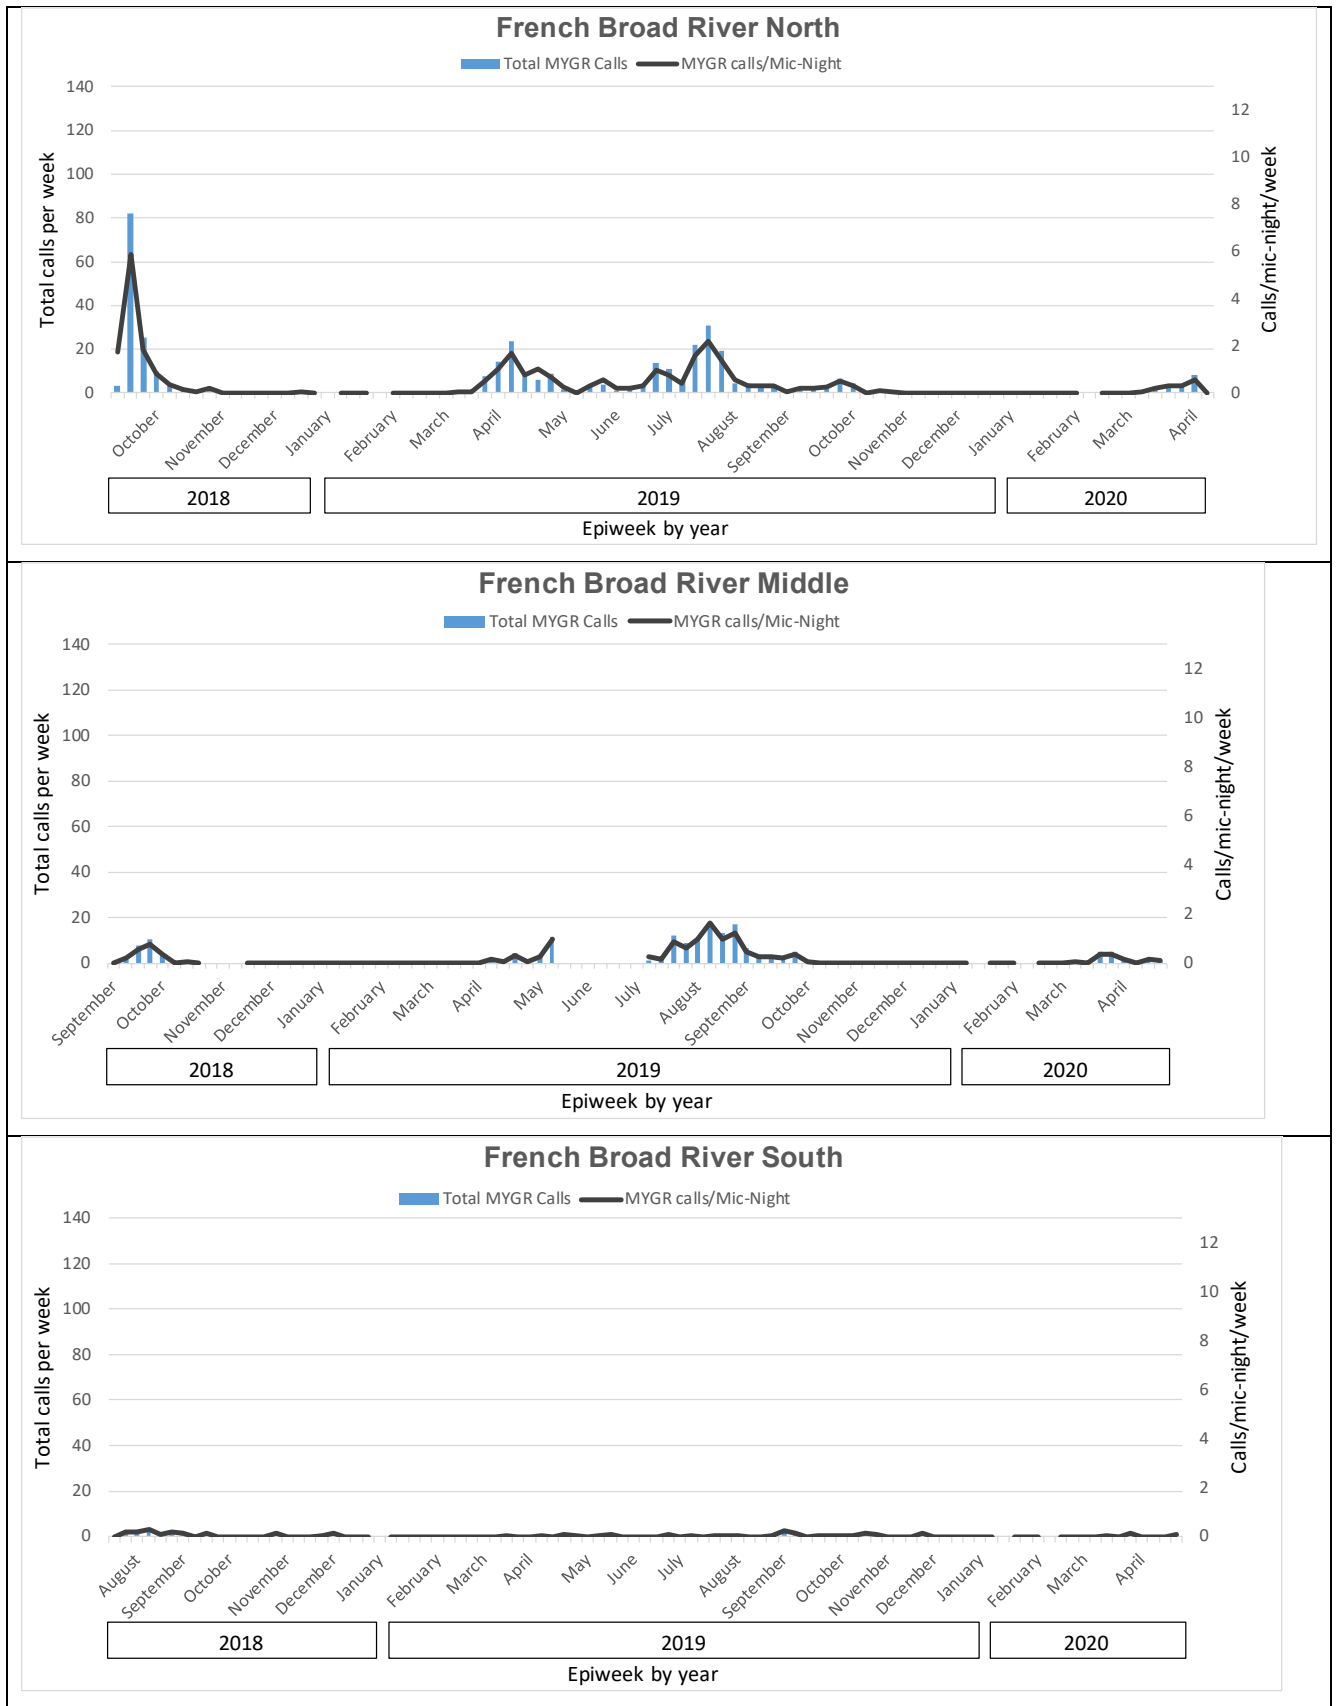 French Broad River North
Total MYGR Calls MYGR calls/Mic-Night
Total calls per week
140
120
100
80
60
40
20
0
12
10
8
6
4
2
0
Calls/mic-night/week
October November December January February March April May June July August September October November December January February March April
2018 2019 2020
Epiweek by year
French Broad River Middle
Total MYGR Calls MYGR calls/Mic-Night
Total calls per week
140
120
100
80
60
40
20
0
12
10
8
6
4
2
0
Calls/mic-night/week
September October November December January February March April May June July August September October November December January February March April
2018 2019 2020
Epiweek by year
French Broad River South
Total MYGR Calls MYGR calls/Mic-Night
Total calls per week
140
120
100
80
60
40
20
0
12
10
8
6
4
2
0
Calls/mic-night/week
August September October November December January February March April May June July August September October November December January February March April
2018 2019 2020
Epiweek by year